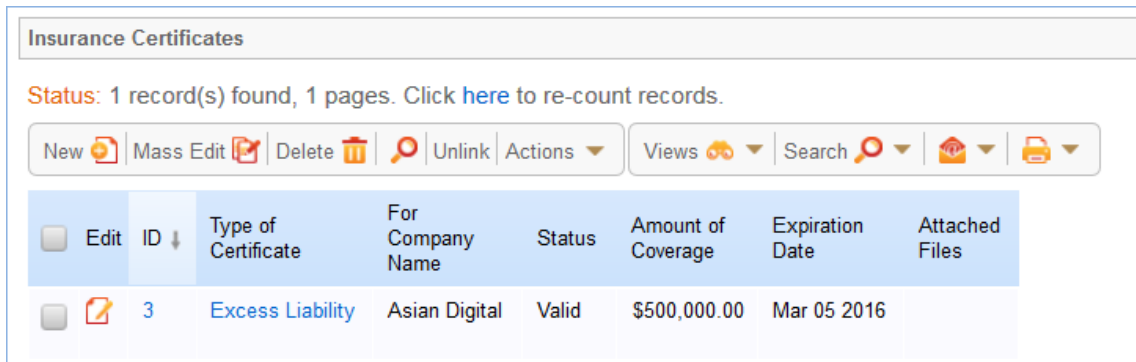 Insurance Certificates
Status: 1 record(s) found, 1 pages. Click here to re-count records.
New Mass Edit Delete Unlink Actions Views Search
Edit ID Type of Certificate For Company Name Status Amount of Coverage Expiration Date Attached Files
3 Excess Liability Asian Digital Valid $500,000.00 Mar 05 2016